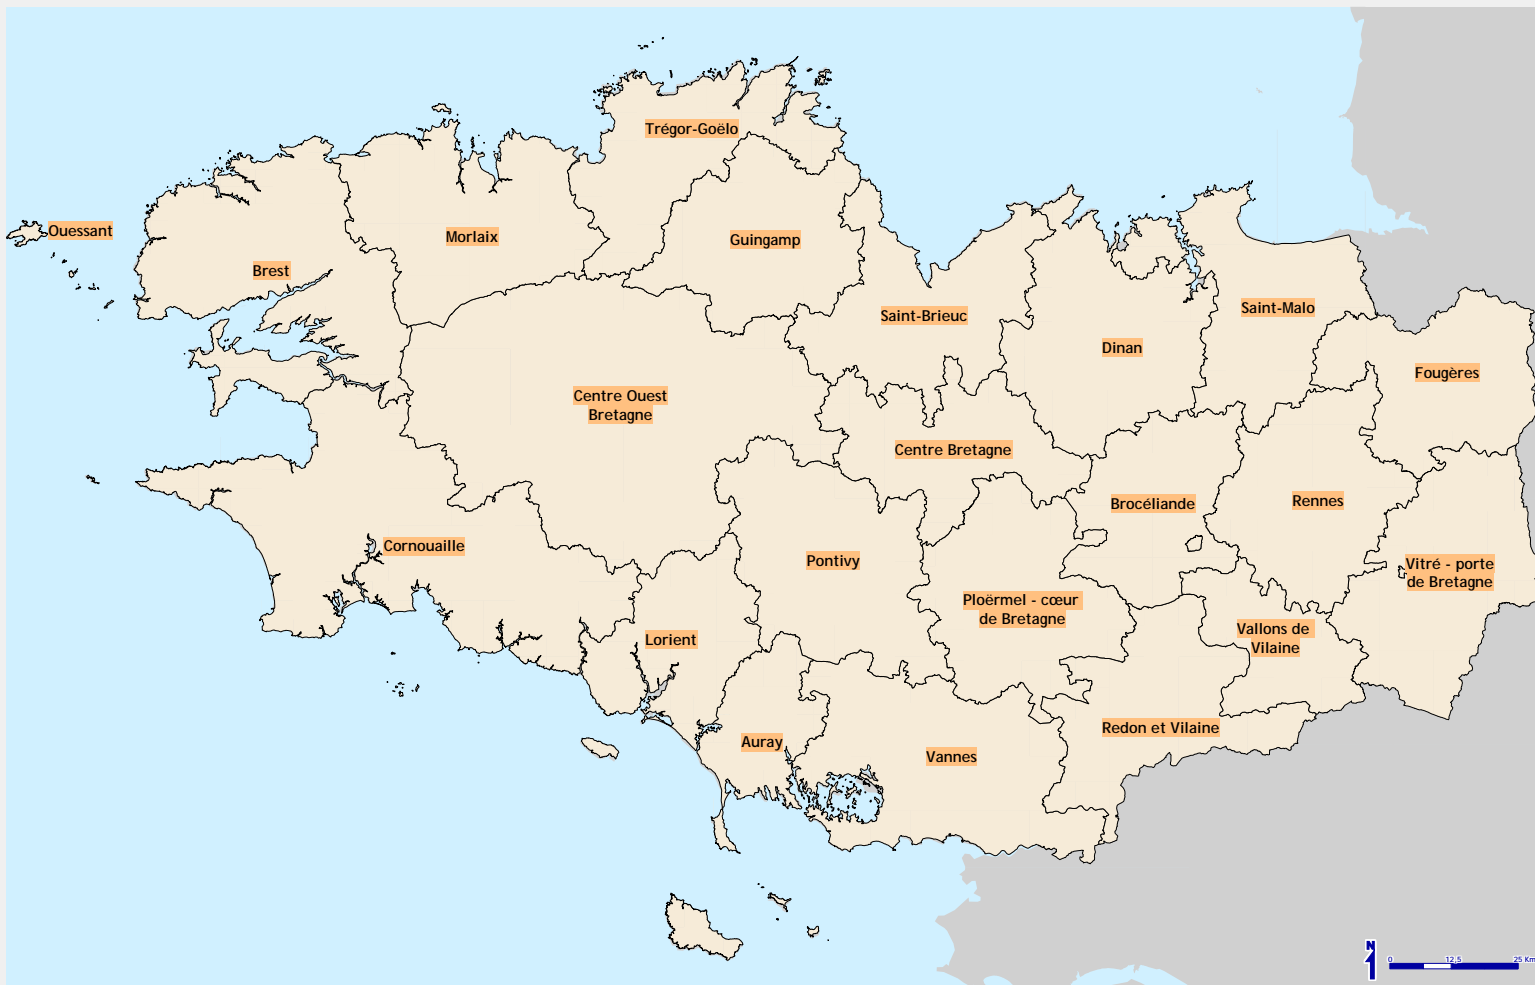 Trégor-Goëlo
Ouessant
Morlaix
Guingamp
Brest
Saint-Malo
Saint-Brieuc
Dinan
Fougères
Centre Ouest
Bretagne
Centre Bretagne
Rennes
Brocéliande
Cornouaille
Pontivy
Vitré - porte
de Bretagne
Ploërmel - cœur
de Bretagne
Vallons de
Vilaine
Lorient
Redon et Vilaine
Auray
Vannes
N
0 12,5 25 Km